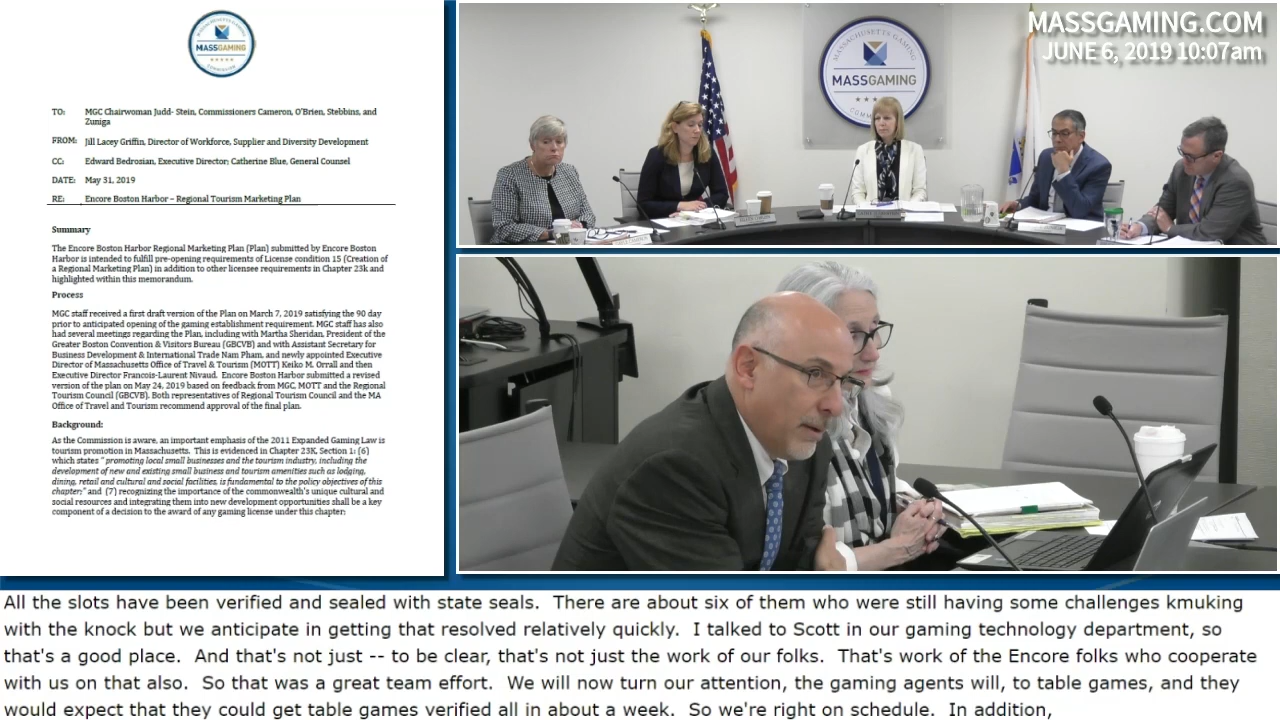 MASSACHUSETTS GAMING
MASSGAMING
COMMISSION
TO: MGC Chairwoman Judd- Stein, Commissioners Cameron, O'Brien, Stebbins, and
Zuniga
FROM: Jill Lacey Griffin, Director of Workforce, Supplier and Diversity Development
CC: Edward Bedrosian, Executive Director; Catherine Blue, General Counsel
DATE: May 31, 2019
RE: Encore Boston Harbor – Regional Tourism Marketing Plan
Summary
The Encore Boston Harbor Regional Marketing Plan (Plan) submitted by Encore Boston
Harbor is intended to fulfill pre-opening requirements of License condition 15 (Creation of
a Regional Marketing Plan) in addition to other licensee requirements in Chapter 23k and
highlighted within this memorandum.
Process
MGC staff received a first draft version of the Plan on March 7, 2019 satisfying the 90 day
prior to anticipated opening of the gaming establishment requirement. MGC staff has also
had several meetings regarding the Plan, including with Martha Sheridan, President of the
Greater Boston Convention & Visitors Bureau (GBCVB) and with Assistant Secretary for
Business Development & International Trade Nam Pham, and newly appointed Executive
Director of Massachusetts Office of Travel & Tourism (MOTT) Keiko M. Orrall and then
Executive Director Francois-Laurent Nivaud. Encore Boston Harbor submitted a revised
version of the plan on May 24, 2019 based on feedback from MGC, MOTT and the Regional
Tourism Council (GBCVB). Both representatives of Regional Tourism Council and the MA
Office of Travel and Tourism recommend approval of the final plan.
Background:
As the Commission is aware, an important emphasis of the 2011 Expanded Gaming Law is
tourism promotion in Massachusetts. This is evidenced in Chapter 23K, Section 1: (6)
which states " promoting local small businesses and the tourism industry, including the
development of new and existing small business and tourism amenities such as lodging,
dining, retail and cultural and social facilities, is fundamental to the policy objectives of this
chapter;" and (7) recognizing the importance of the commonwealth's unique cultural and
social resources and integrating them into new development opportunities shall be a key
component of a decision to the award of any gaming license under this chapter;
MASSACHUSETTS GAMING
MASSGAMING
MASSGAMING.COM
JUNE 6, 2019 10:07am
All the slots have been verified and sealed with state seals. There are about six of them who were still having some challenges kmuking
with the knock but we anticipate in getting that resolved relatively quickly. I talked to Scott in our gaming technology department, so
that's a good place. And that's not just -- to be clear, that's not just the work of our folks. That's work of the Encore folks who cooperate
with us on that also. So that was a great team effort. We will now turn our attention, the gaming agents will, to table games, and they
would expect that they could get table games verified all in about a week. So we're right on schedule. In addition,